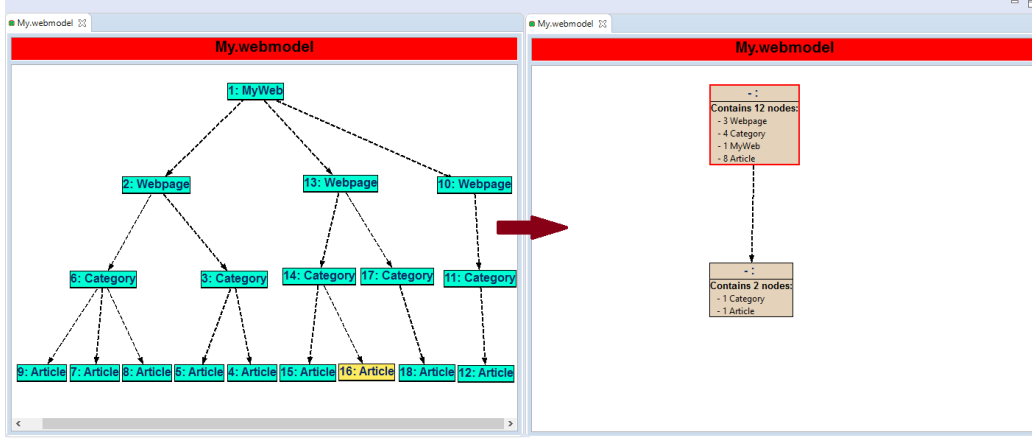 My.webmodel
My.webmodel
1: MyWeb
2: Webpage
13: Webpage
10: Webpage
6: Category
3: Category
14: Category
17: Category
11: Category
9: Article
7: Article
8: Article
5: Article
4: Article
15: Article
16: Article
18: Article
12: Article
My.webmodel
My.webmodel
- :
Contains 12 nodes:
- 3 Webpage
- 4 Category
- 1 MyWeb
- 8 Article
- :
Contains 2 nodes:
- 1 Category
- 1 Article